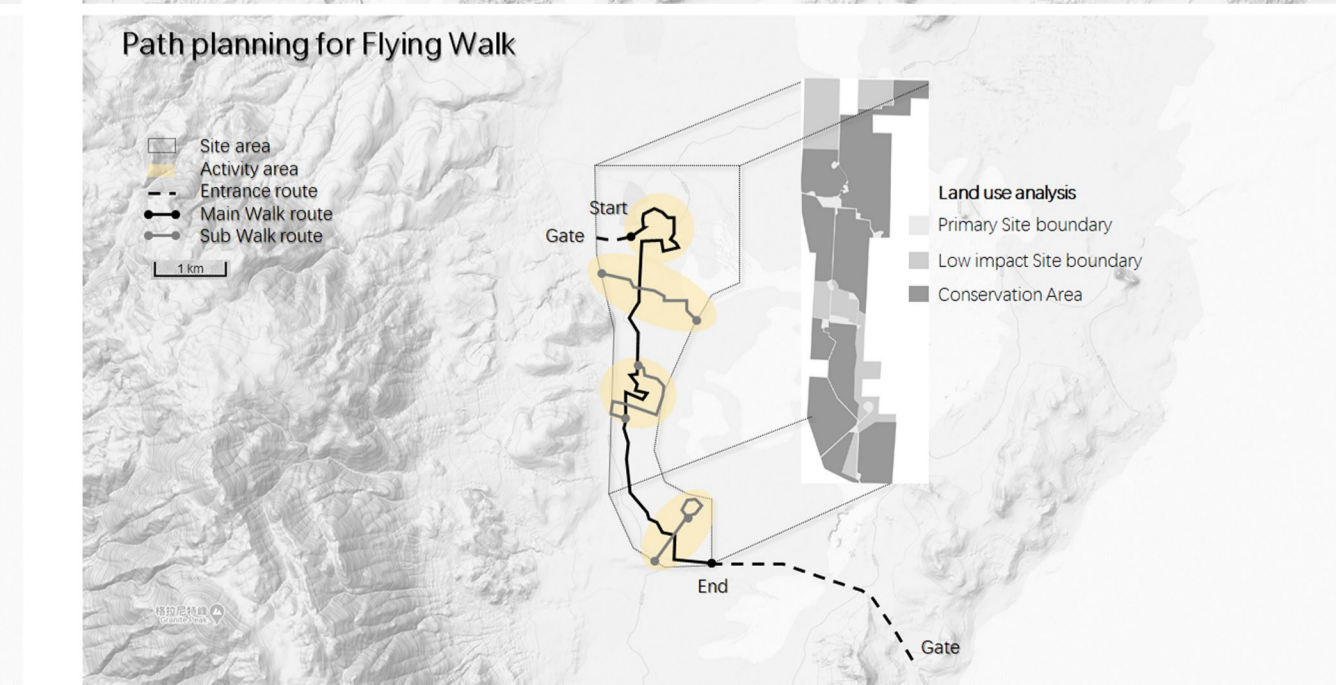 Path planning for Flying Walk
Site area
Activity area
Entrance route
Main Walk route
Sub Walk route
1 km
Start
Gate
End
Gate
Land use analysis
Primary Site boundary
Low impact Site boundary
Conservation Area
格拉尼特峰
Granite Peak